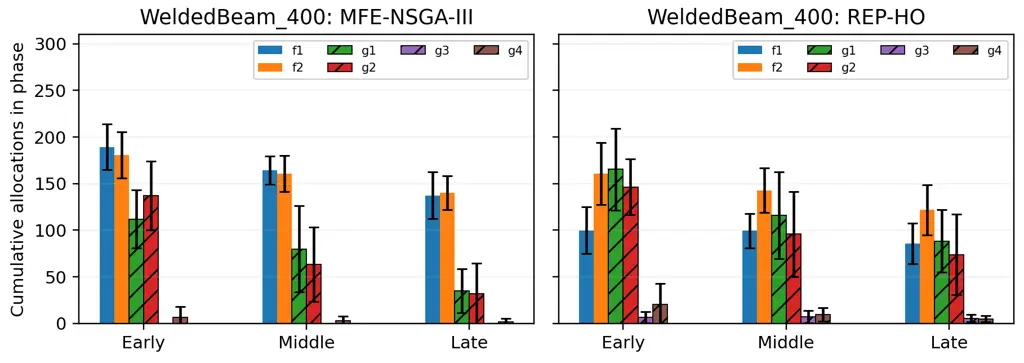 WeldedBeam_400: MFE-NSGA-III
Cumulative allocations in phase
300
250
200
150
100
50
0
f1 g1 g3 g4
f2 g2
Early Middle Late
WeldedBeam_400: REP-HO
f1 g1 g3 g4
f2 g2
Early Middle Late